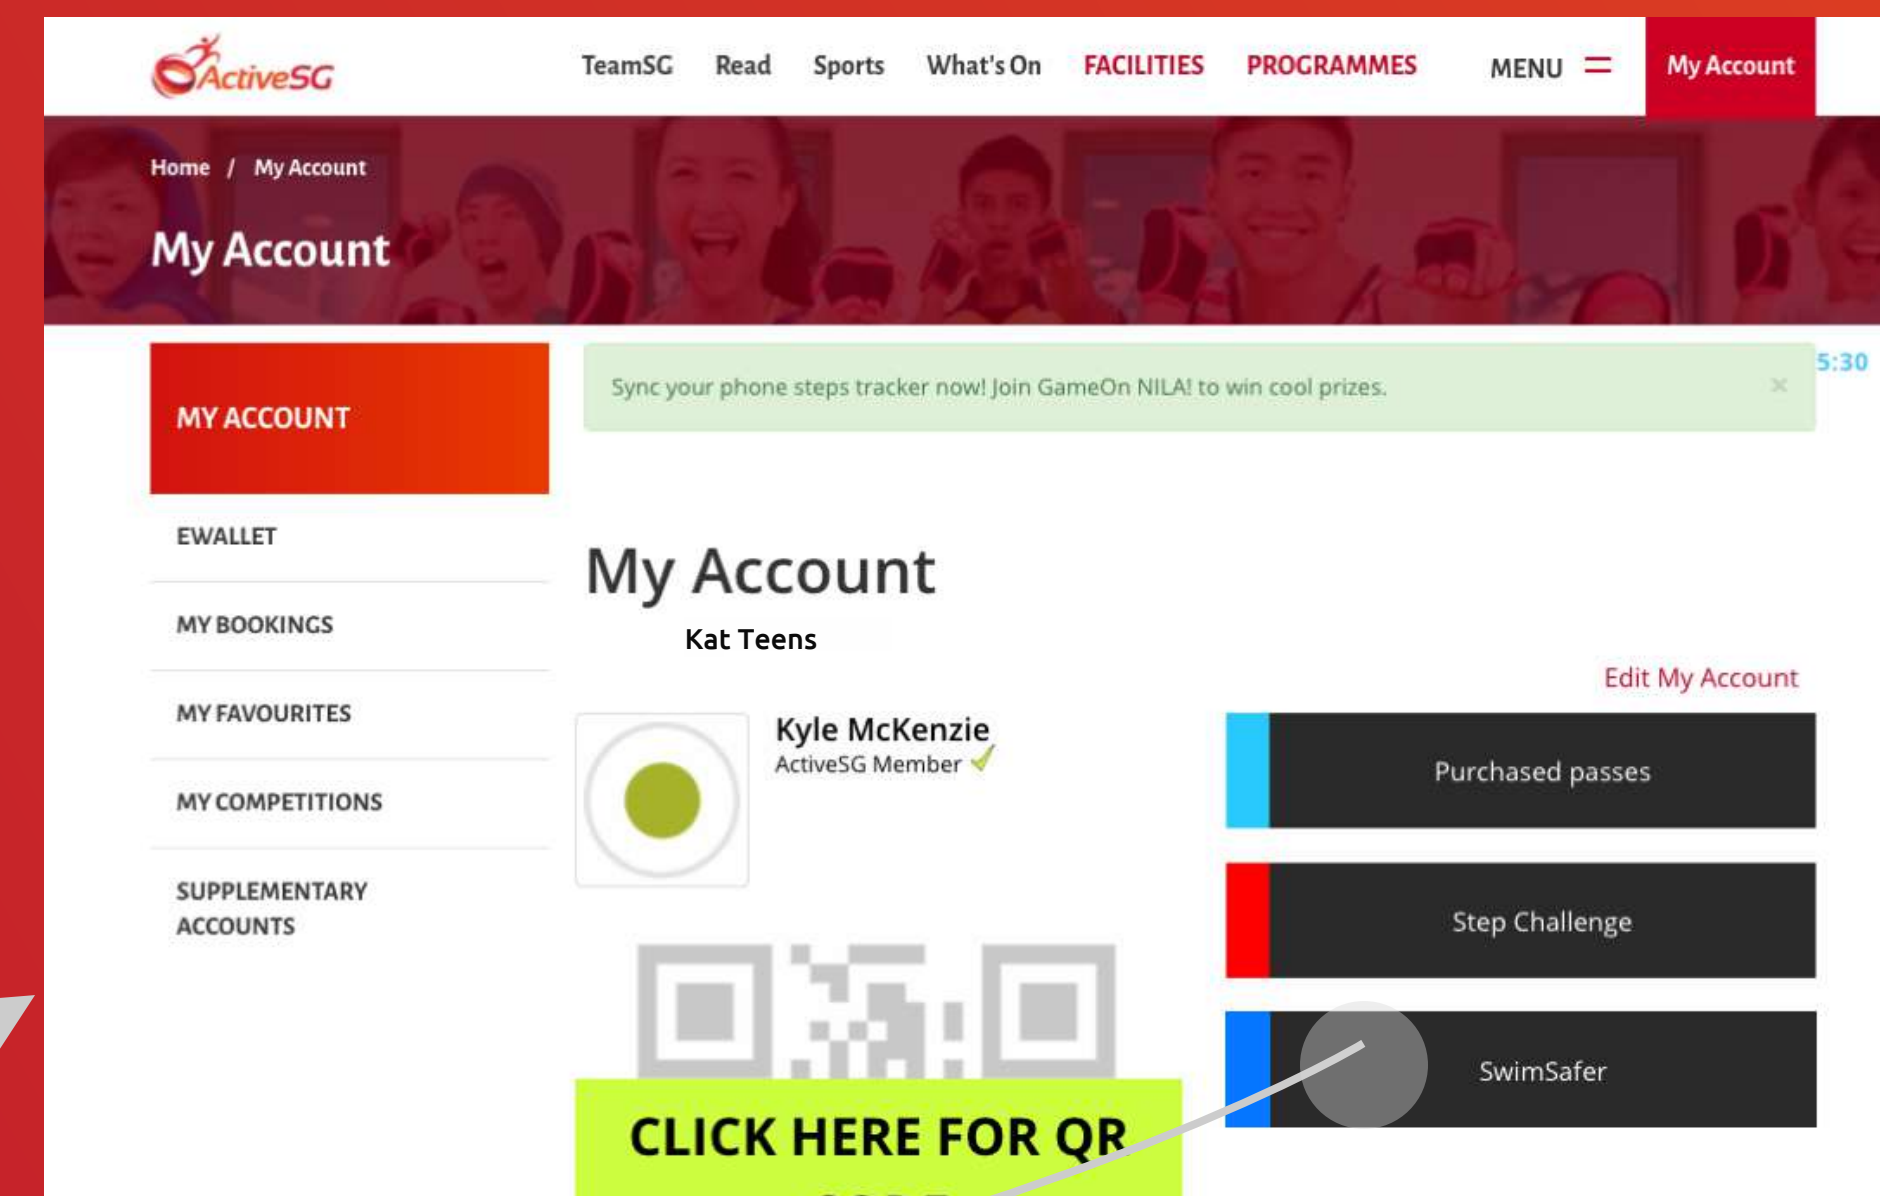 ActiveSG
TeamSG Read Sports What's On FACILITIES PROGRAMMES MENU My Account
Home / My Account
My Account
MY ACCOUNT
EWALLET
MY BOOKINGS
MY FAVOURITES
MY COMPETITIONS
SUPPLEMENTARY
ACCOUNTS
Sync your phone steps tracker now! Join GameOn NILA! to win cool prizes. ×
5:30
My Account
Kat Teens
Edit My Account
Kyle McKenzie
ActiveSG Member
Purchased passes
Step Challenge
SwimSafer
CLICK HERE FOR QR